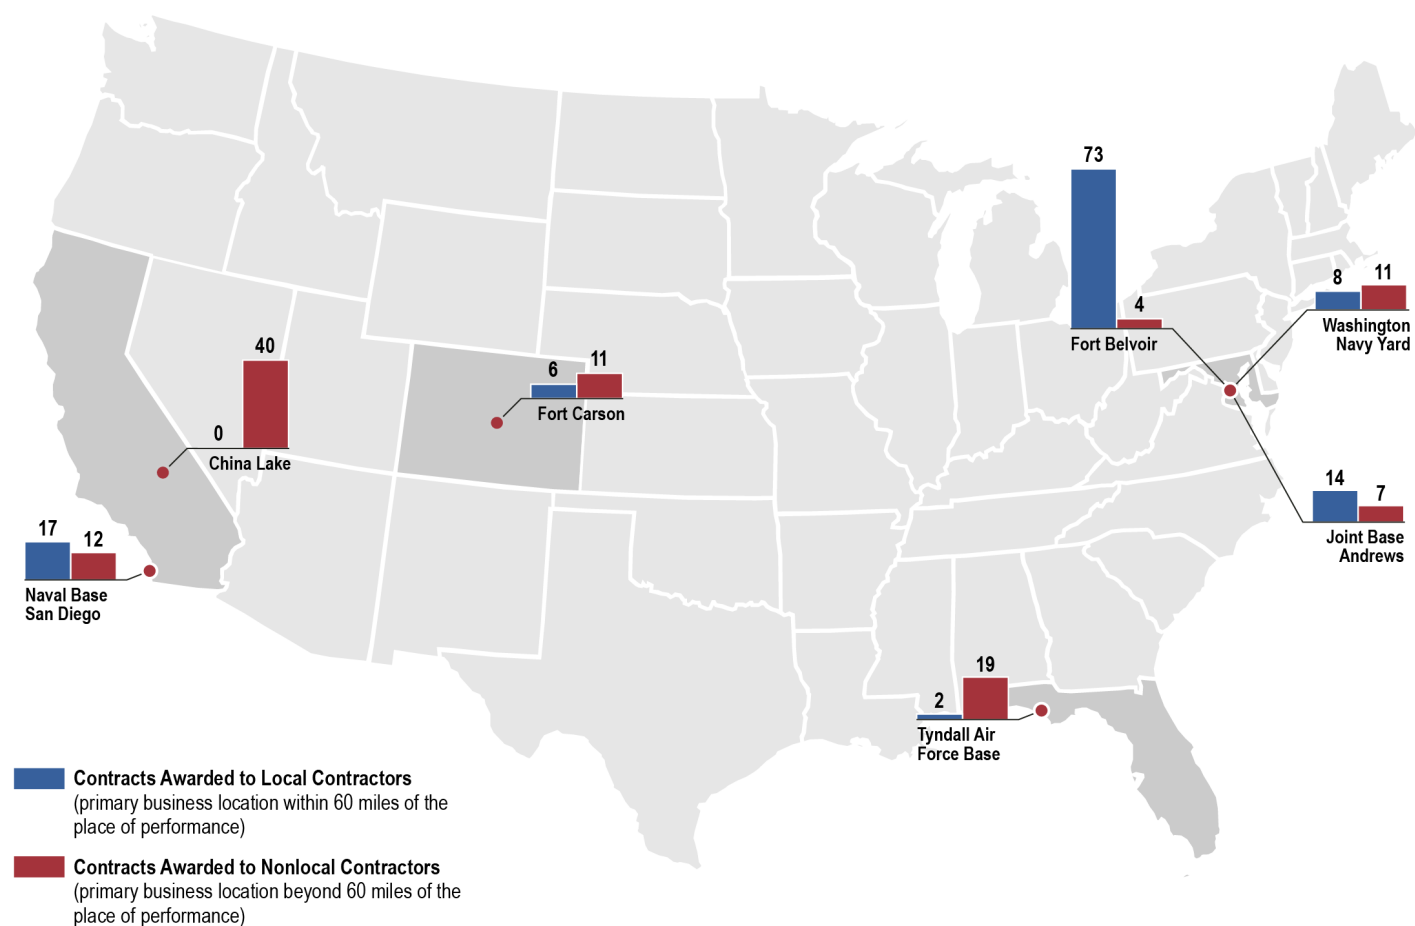 73
4
Fort Belvoir
8
11
Washington
Navy Yard
40
0
China Lake
6
11
Fort Carson
14
7
Joint Base
Andrews
17
12
Naval Base
San Diego
2
19
Tyndall Air
Force Base
Contracts Awarded to Local Contractors
(primary business location within 60 miles of the
place of performance)
Contracts Awarded to Nonlocal Contractors
(primary business location beyond 60 miles of the
place of performance)